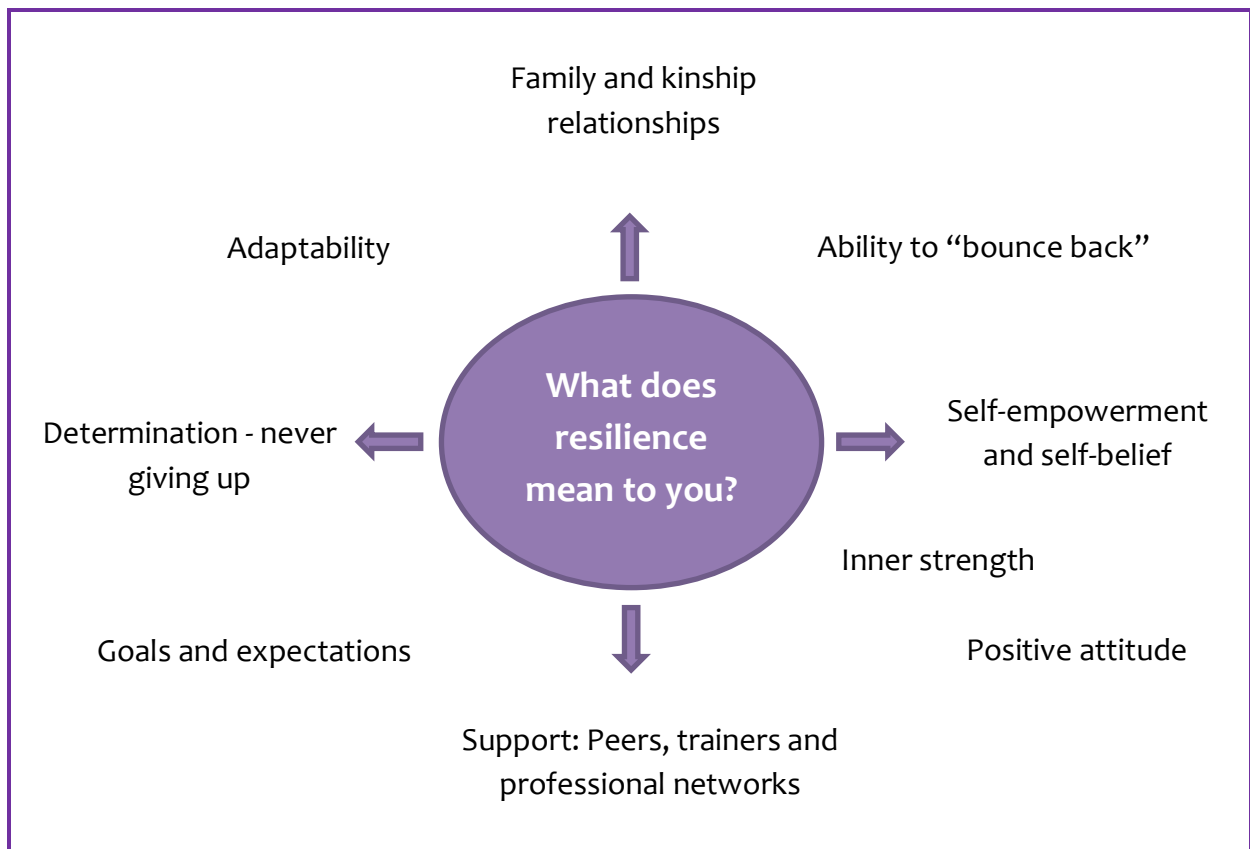 Family and kinship
relationships
Adaptability
Ability to “bounce back”
What does
resilience
mean to you?
Determination - never
giving up
Self-empowerment
and self-belief
Inner strength
Goals and expectations
Positive attitude
Support: Peers, trainers and
professional networks